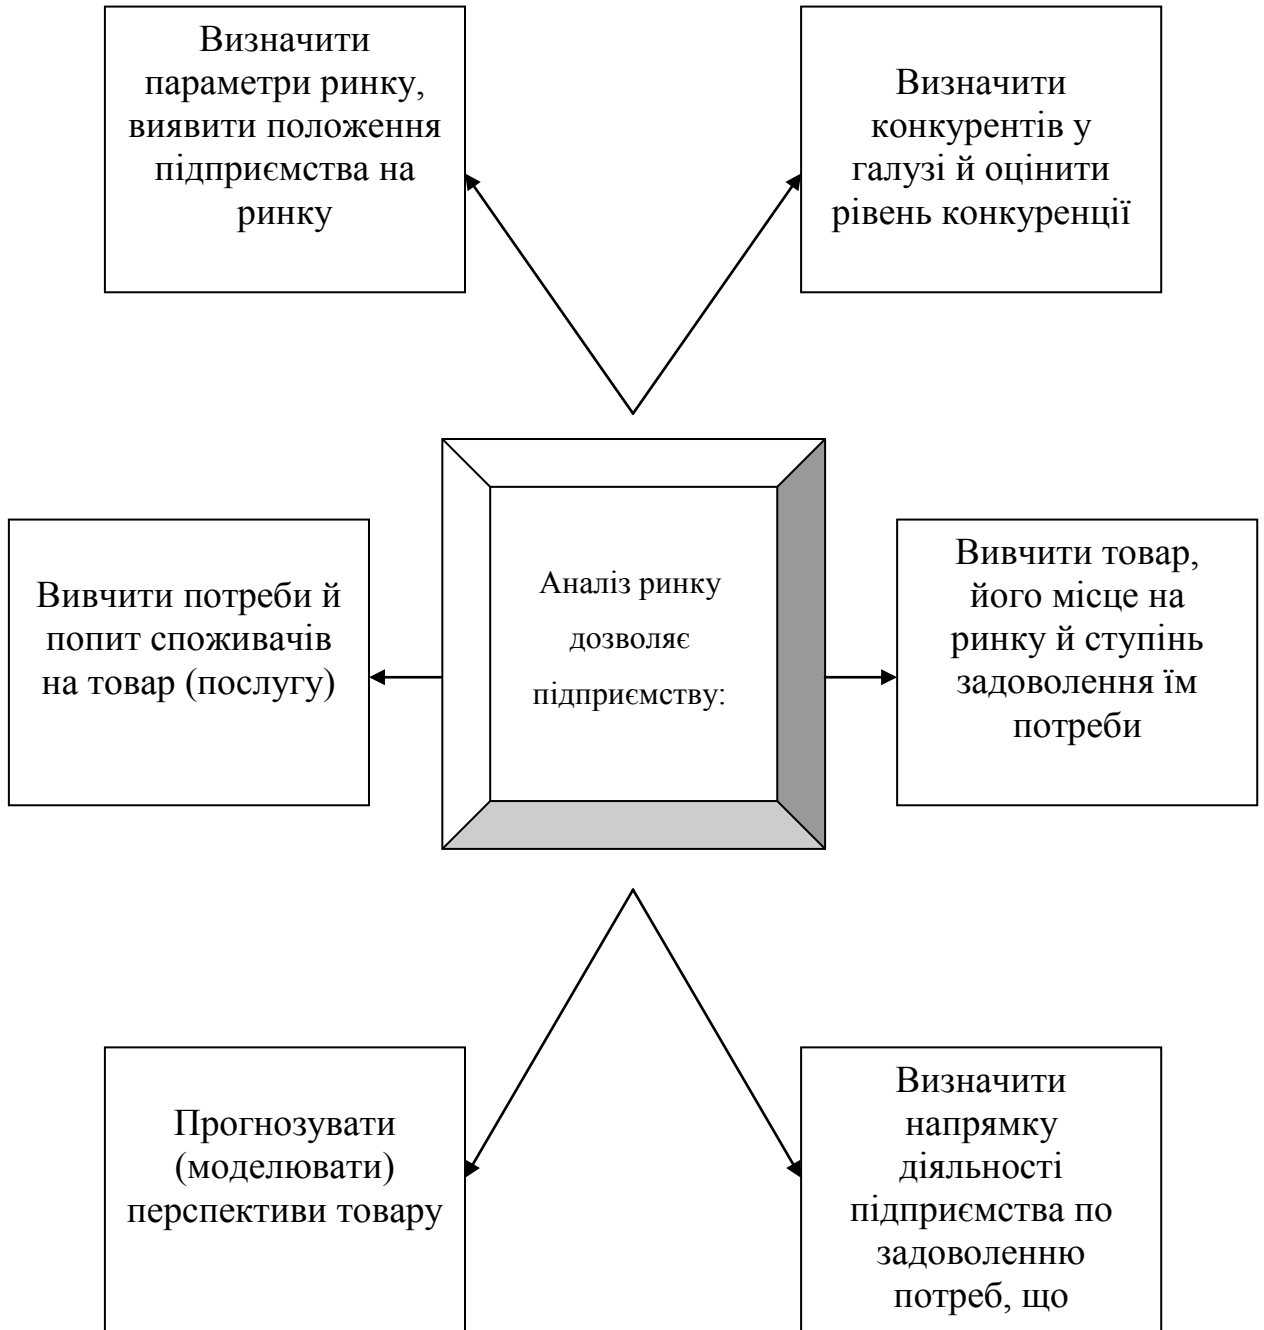 Визначити
параметри ринку,
виявити положення
підприємства на
ринку
Визначити
конкурентів у
галузі й оцінити
рівень конкуренції
Вивчити потреби й
попит споживачів
на товар (послугу)
Аналіз ринку
дозволяє
підприємству:
Вивчити товар,
його місце на
ринку й ступінь
задоволення їм
потреби
Прогнозувати
(моделювати)
перспективи товару
Визначити
напрямку
діяльності
підприємства по
задоволенню
потреб, що